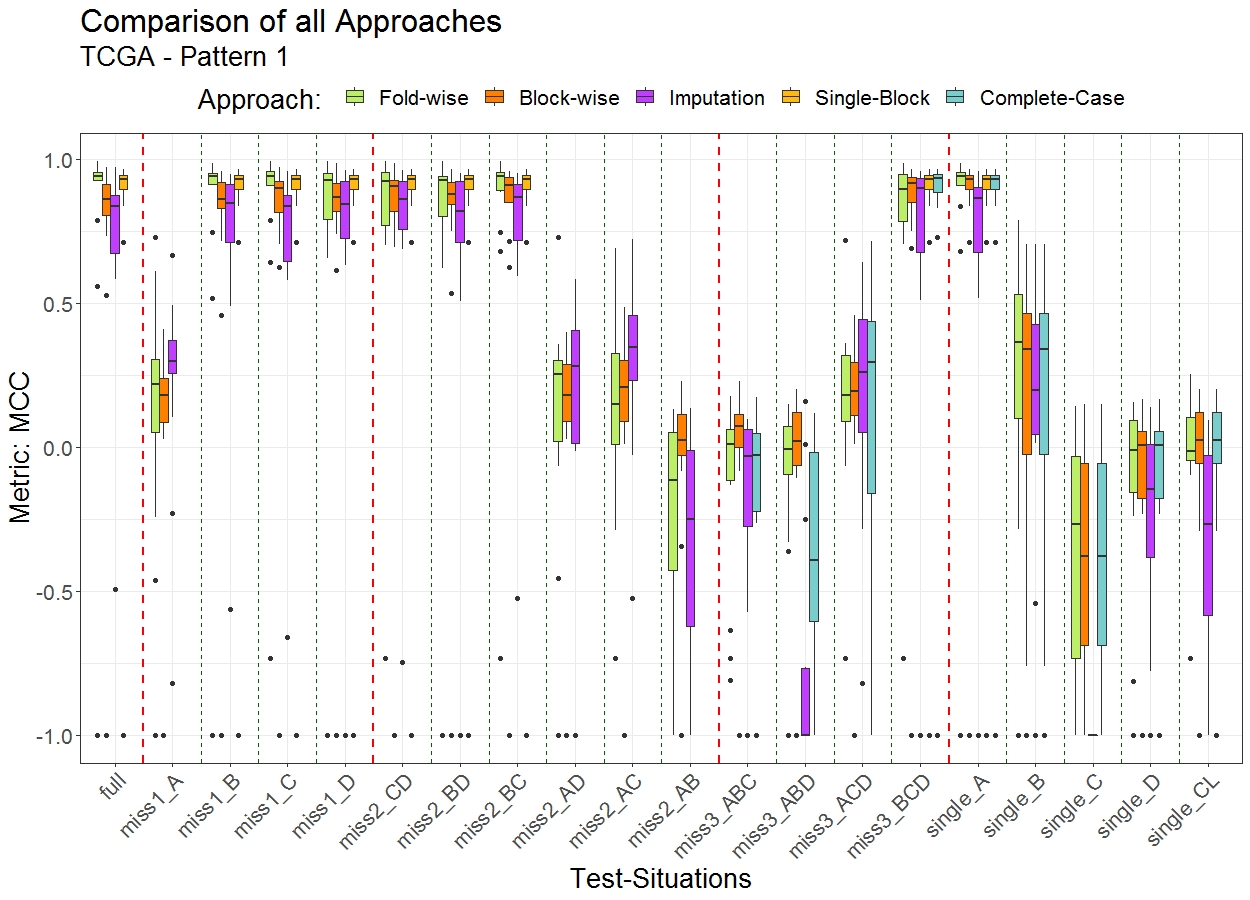 Comparison of all Approaches
TCGA - Pattern 1
Approach: Fold-wise Block-wise Imputation Single-Block Complete-Case
Metric: MCC
1.0
0.5
0.0
-0.5
-1.0
full miss1_A miss1_B miss1_C miss1_D miss2_CD miss2_BD miss2_BC miss2_AD miss2_AC miss2_AB miss3_ABC miss3_ABD miss3_ACD miss3_BCD single_A single_B single_C single_D single_CL
Test-Situations